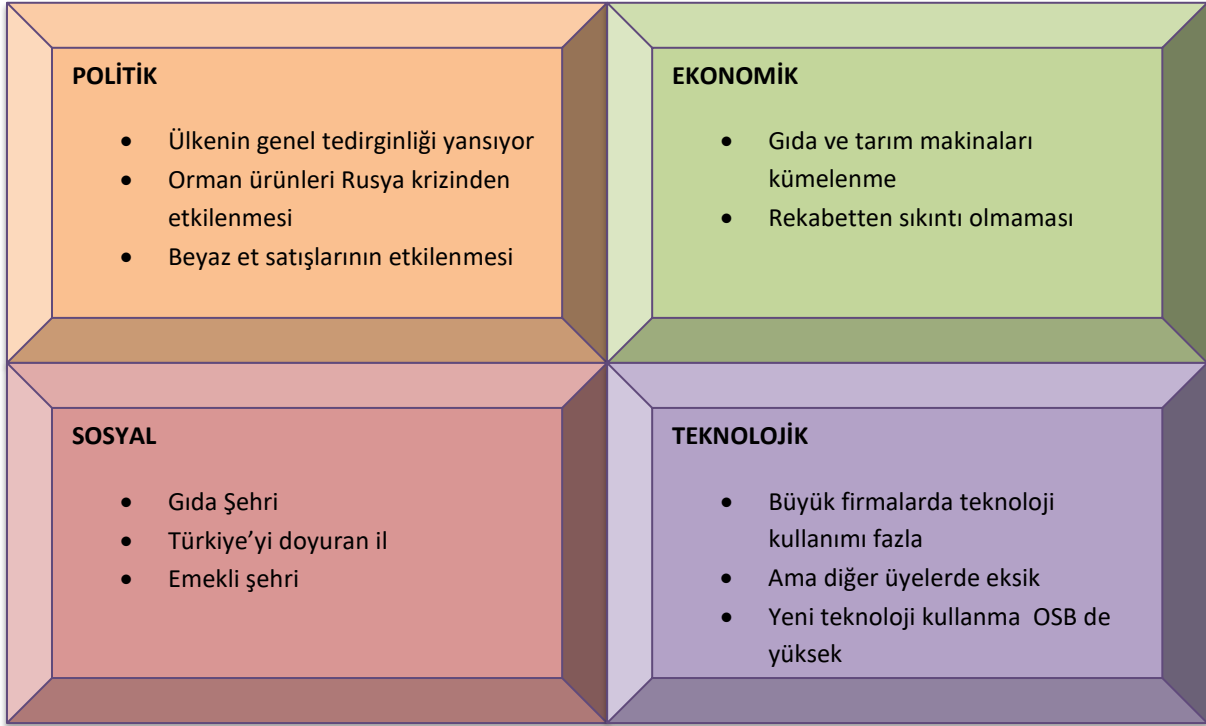 POLİTİK
• Ülkenin genel tedirginliği yansıyor
• Orman ürünleri Rusya krizinden
etkilenmesi
• Beyaz et satışlarının etkilenmesi
EKONOMİK
• Gıda ve tarım makinaları
kümelenme
• Rekabetten sıkıntı olmaması
SOSYAL
• Gıda Şehri
• Türkiye’yi doyuran il
• Emekli şehri
TEKNOLOJİK
• Büyük firmalarda teknoloji
kullanımı fazla
• Ama diğer üyelerde eksik
• Yeni teknoloji kullanma  OSB de
yüksek